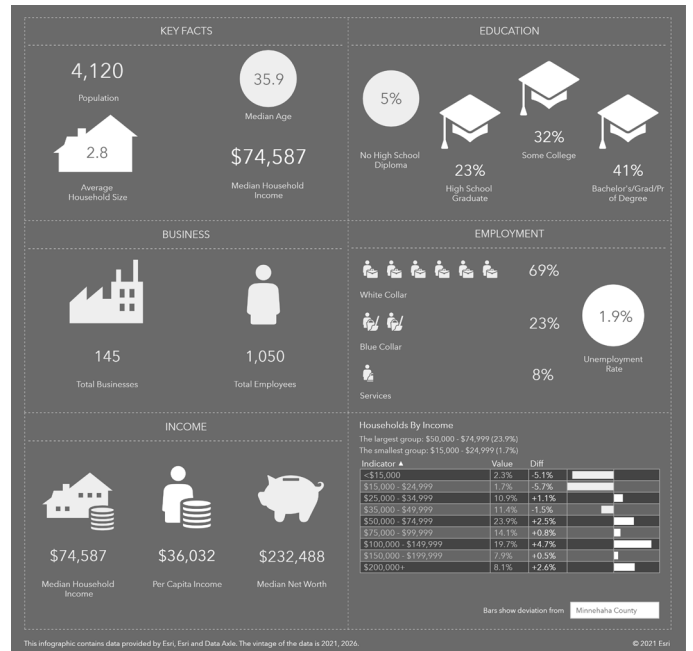 KEY FACTS
4,120
Population
35.9
Median Age
2.8
Average
Household Size
$74,587
Median Household
Income
EDUCATION
5%
No High School
Diploma
23%
High School
Graduate
32%
Some College
41%
Bachelor's/Grad/Pr
of Degree
BUSINESS
145
Total Businesses
1,050
Total Employees
EMPLOYMENT
69%
White Collar
23%
Blue Collar
8%
Services
1.9%
Unemployment
Rate
INCOME
$74,587
Median Household
Income
$36,032
Per Capita Income
$232,488
Median Net Worth
Households By Income
The largest group: $50,000 - $74,999 (23.9%)
The smallest group: $15,000 - $24,999 (1.7%)
Indicator ▲ Value Diff
<$15,000 2.3% -5.1%
$15,000 - $24,999 1.7% -5.7%
$25,000 - $34,999 10.9% +1.1%
$35,000 - $49,999 11.4% -1.5%
$50,000 - $74,999 23.9% +2.5%
$75,000 - $99,999 14.1% +0.8%
$100,000 - $149,999 19.7% +4.7%
$150,000 - $199,999 7.9% +0.5%
$200,000+ 8.1% +2.6%
Bars show deviation from Minnehaha County
This infographic contains data provided by Esri, Esri and Data Axle. The vintage of the data is 2021, 2026.
© 2021 Esri